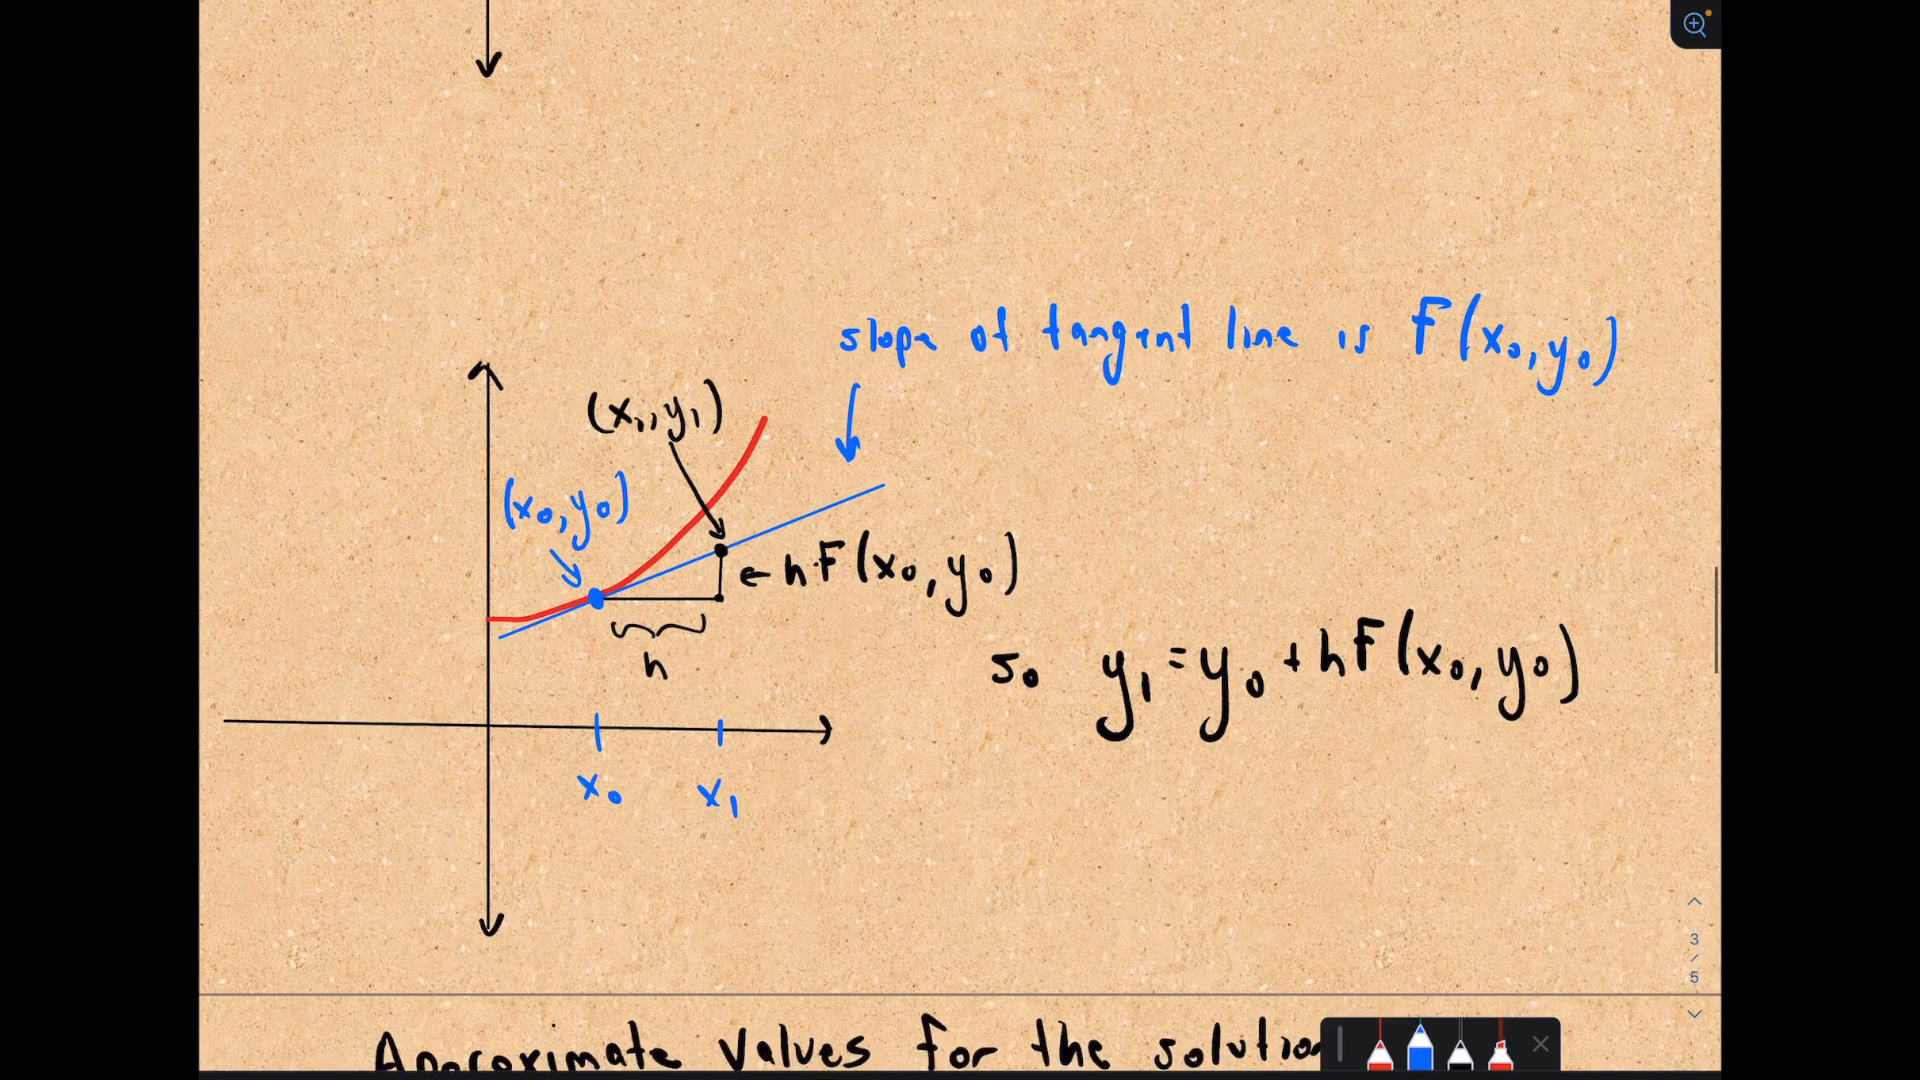 slope of tangent line is F(x₀,y₀)
(x₁,y₁)
(x₀,y₀)
←h·F(x₀,y₀)
h
so y₁=y₀+hF(x₀,y₀)
x₀ x₁
3
/
5
Approximate values for the solution